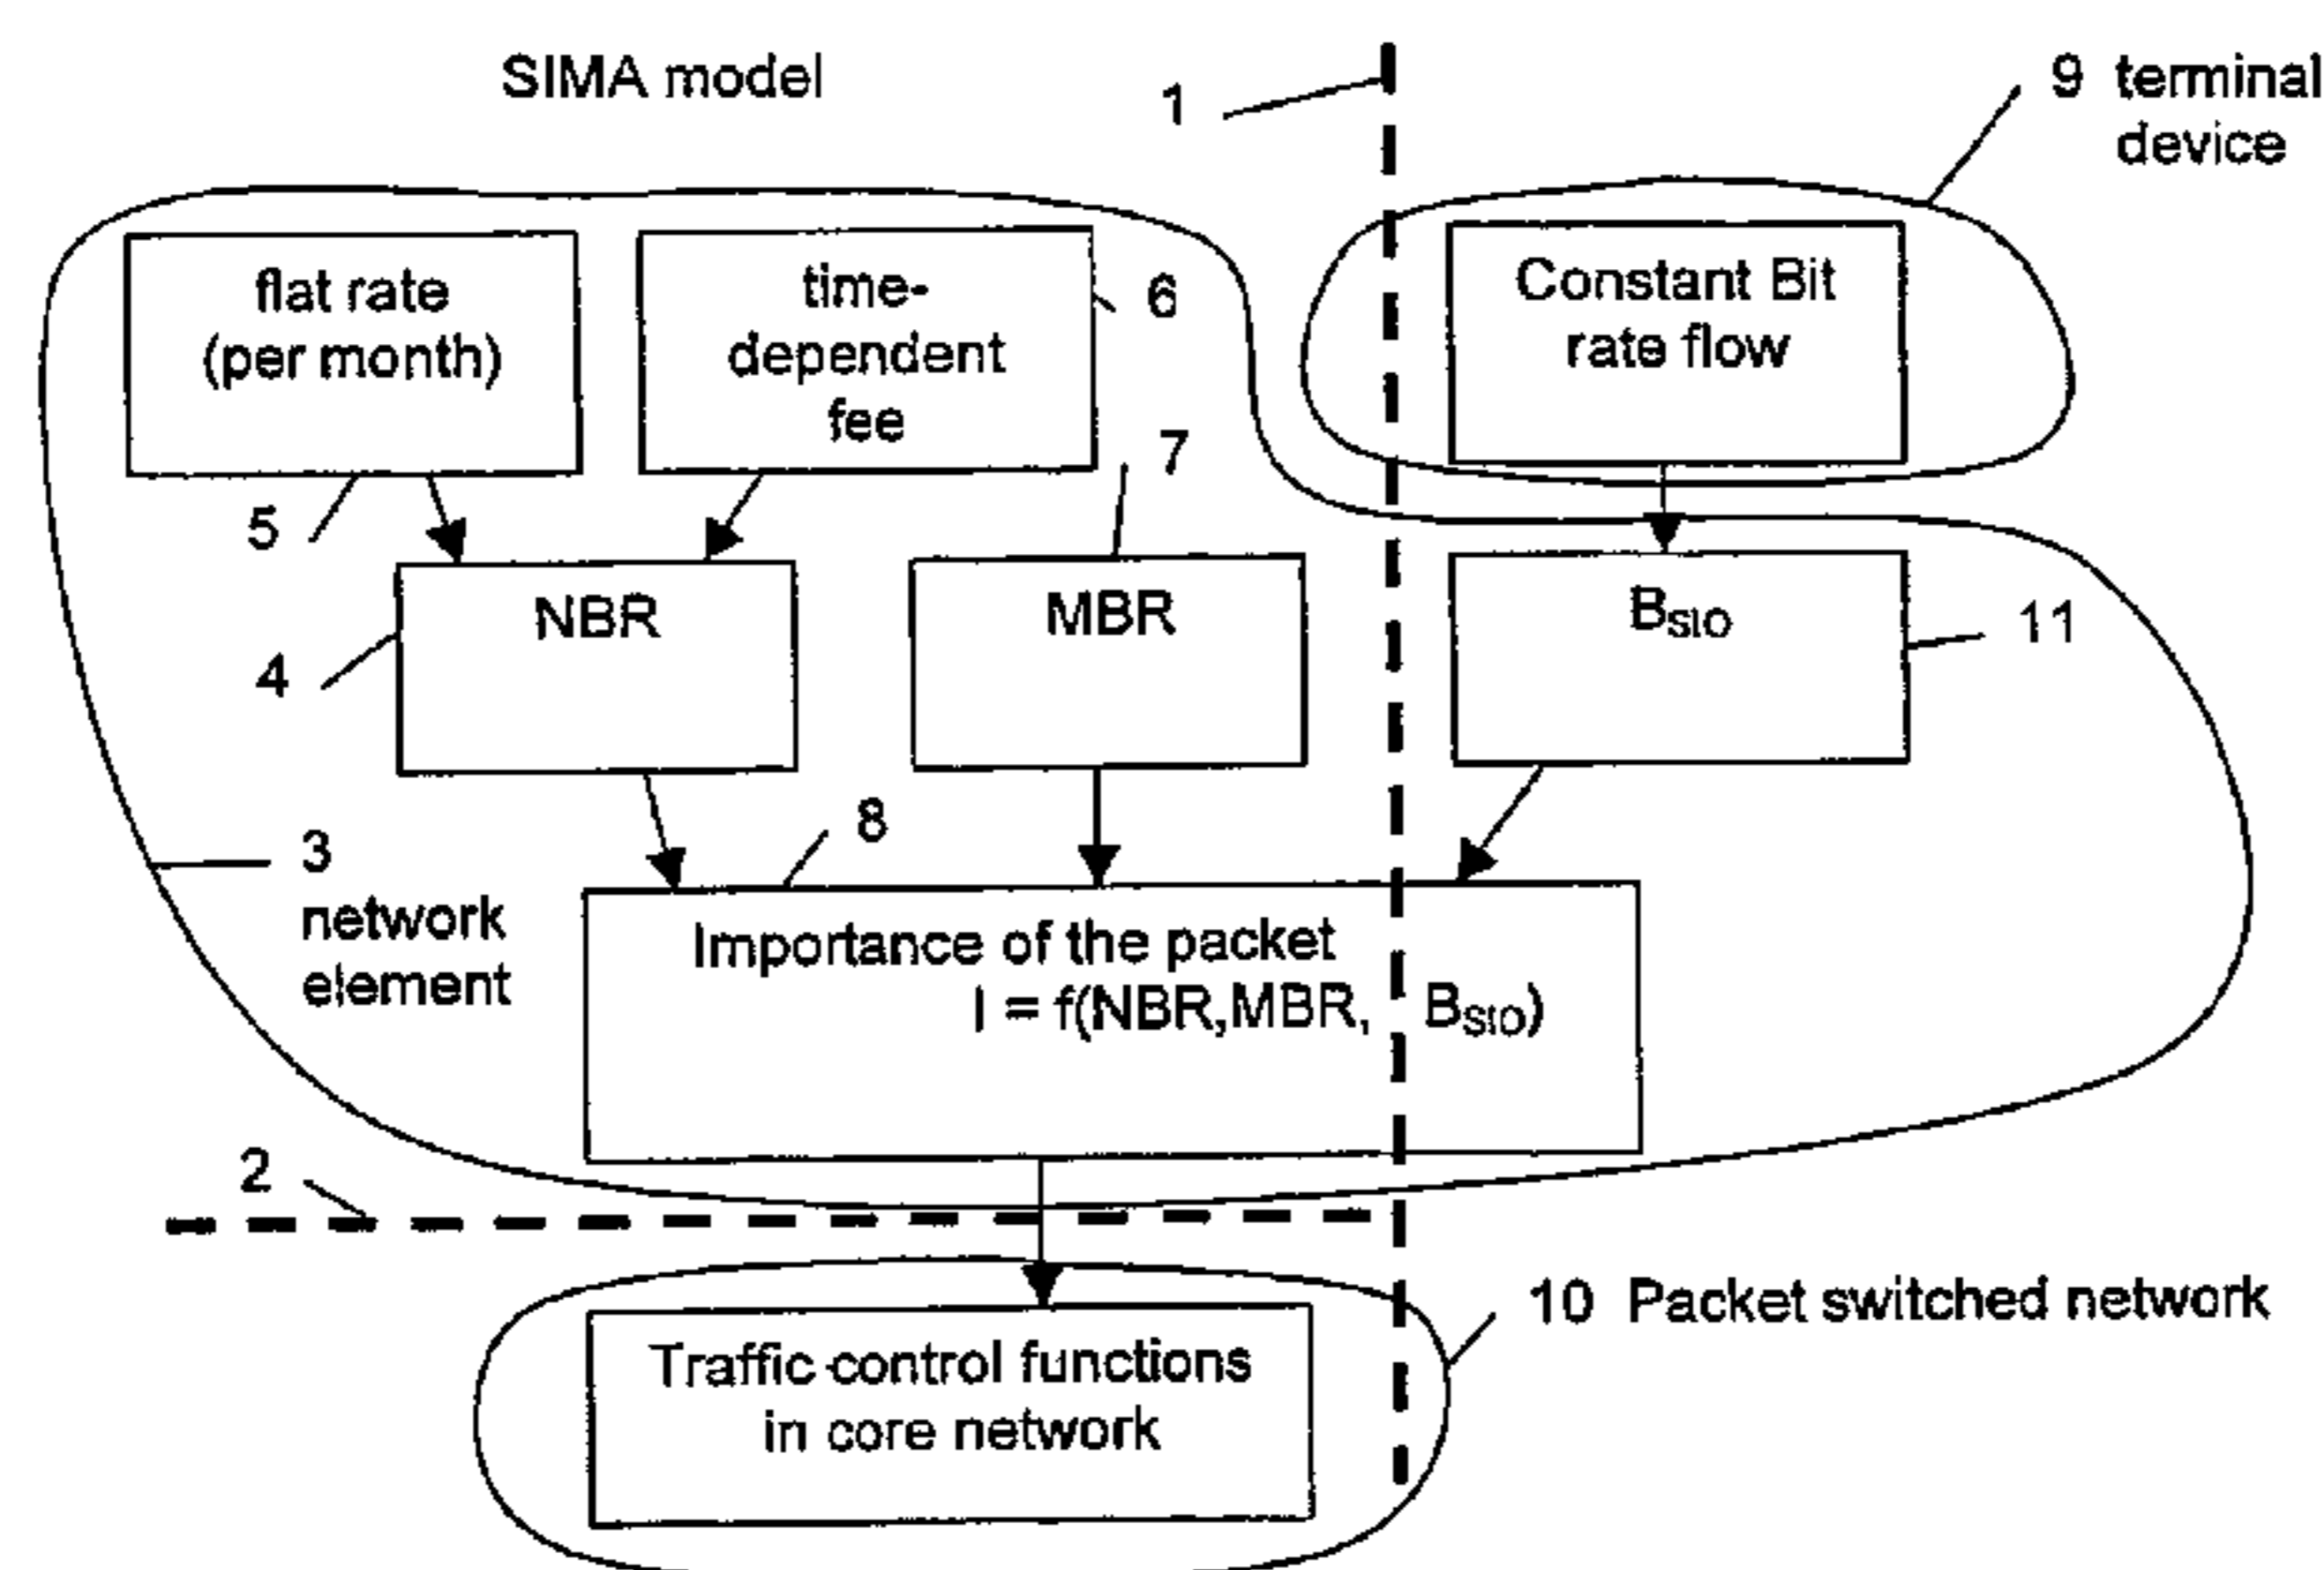 SIMA model
1
9 terminal
device
flat rate
(per month)
time-
dependent
fee
6
Constant Bit
rate flow
5
7
NBR
MBR
BSto
11
4
8
3
network
element
Importance of the packet
I = f(NBR,MBR, BSto)
2
10 Packet switched network
Traffic control functions
in core network